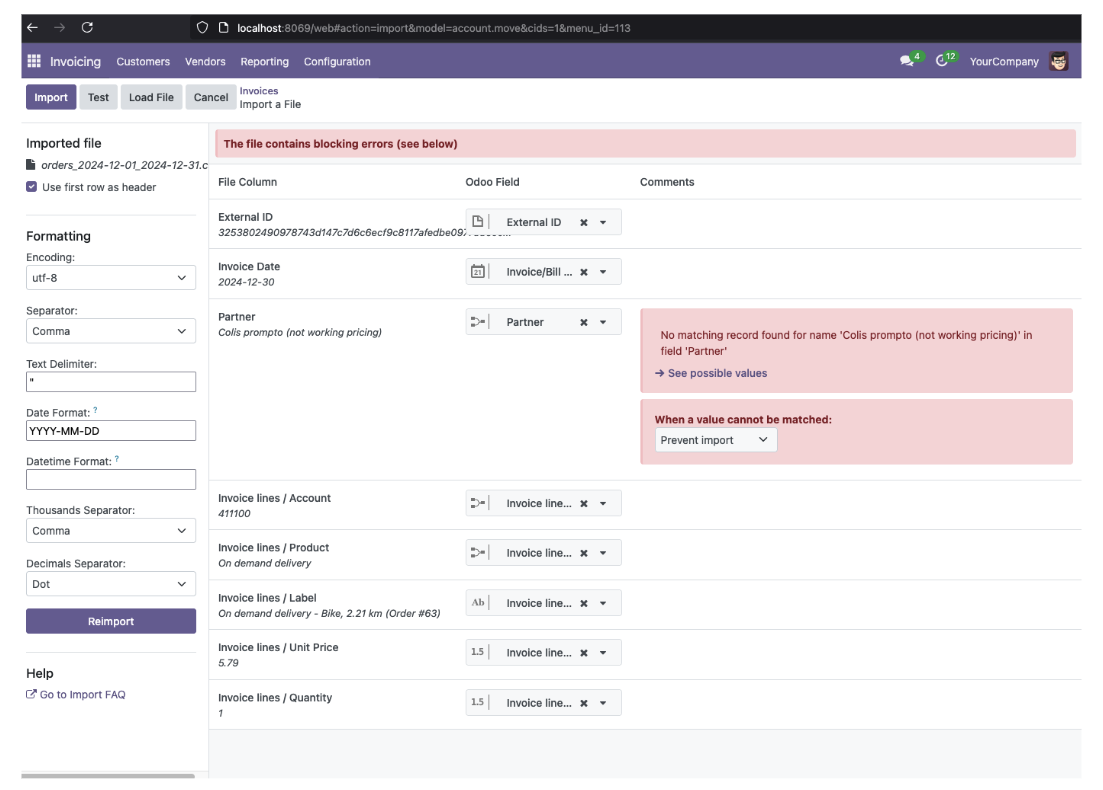 localhost:8069/web#action=import&model=account.move&cids=1&menu_id=113
Invoicing Customers Vendors Reporting Configuration 4 12 YourCompany
Import Test Load File Cancel
Invoices
Import a File
Imported file
orders_2024-12-01_2024-12-31.c
Use first row as header
Formatting
Encoding:
utf-8
Separator:
Comma
Text Delimiter:
"
Date Format: ?
YYYY-MM-DD
Datetime Format: ?
Thousands Separator:
Comma
Decimals Separator:
Dot
Reimport
Help
Go to Import FAQ
The file contains blocking errors (see below)
File Column Odoo Field Comments
External ID
3253802490978743d147c7d6c6ecf9c8117afedbe097
External ID
Invoice Date
2024-12-30
21 Invoice/Bill ...
Partner
Colis prompto (not working pricing)
Partner
No matching record found for name 'Colis prompto (not working pricing)' in
field 'Partner'
→ See possible values
When a value cannot be matched:
Prevent import
Invoice lines / Account
411100
Invoice line...
Invoice lines / Product
On demand delivery
Invoice line...
Invoice lines / Label
On demand delivery - Bike, 2.21 km (Order #63)
Ab Invoice line...
Invoice lines / Unit Price
5.79
1.5 Invoice line...
Invoice lines / Quantity
1
1.5 Invoice line...